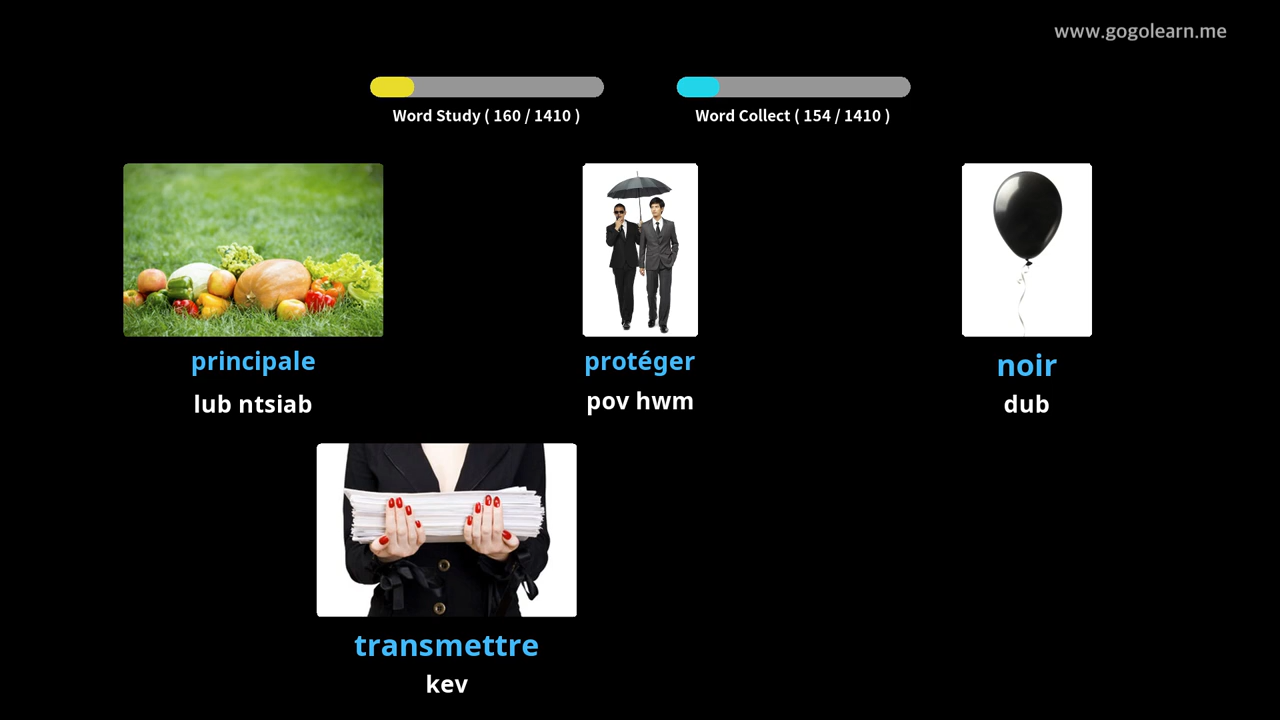 www.gogolearn.me
Word Study ( 160 / 1410 )
Word Collect ( 154 / 1410 )
principale
lub ntsiab
protéger
pov hwm
noir
dub
transmettre
kev